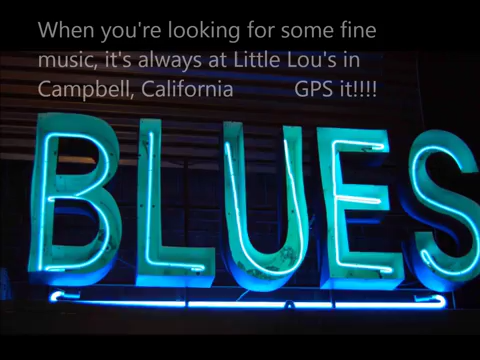 When you're looking for some fine
music, it's always at Little Lou's in
Campbell, California GPS it!!!!
BLUES